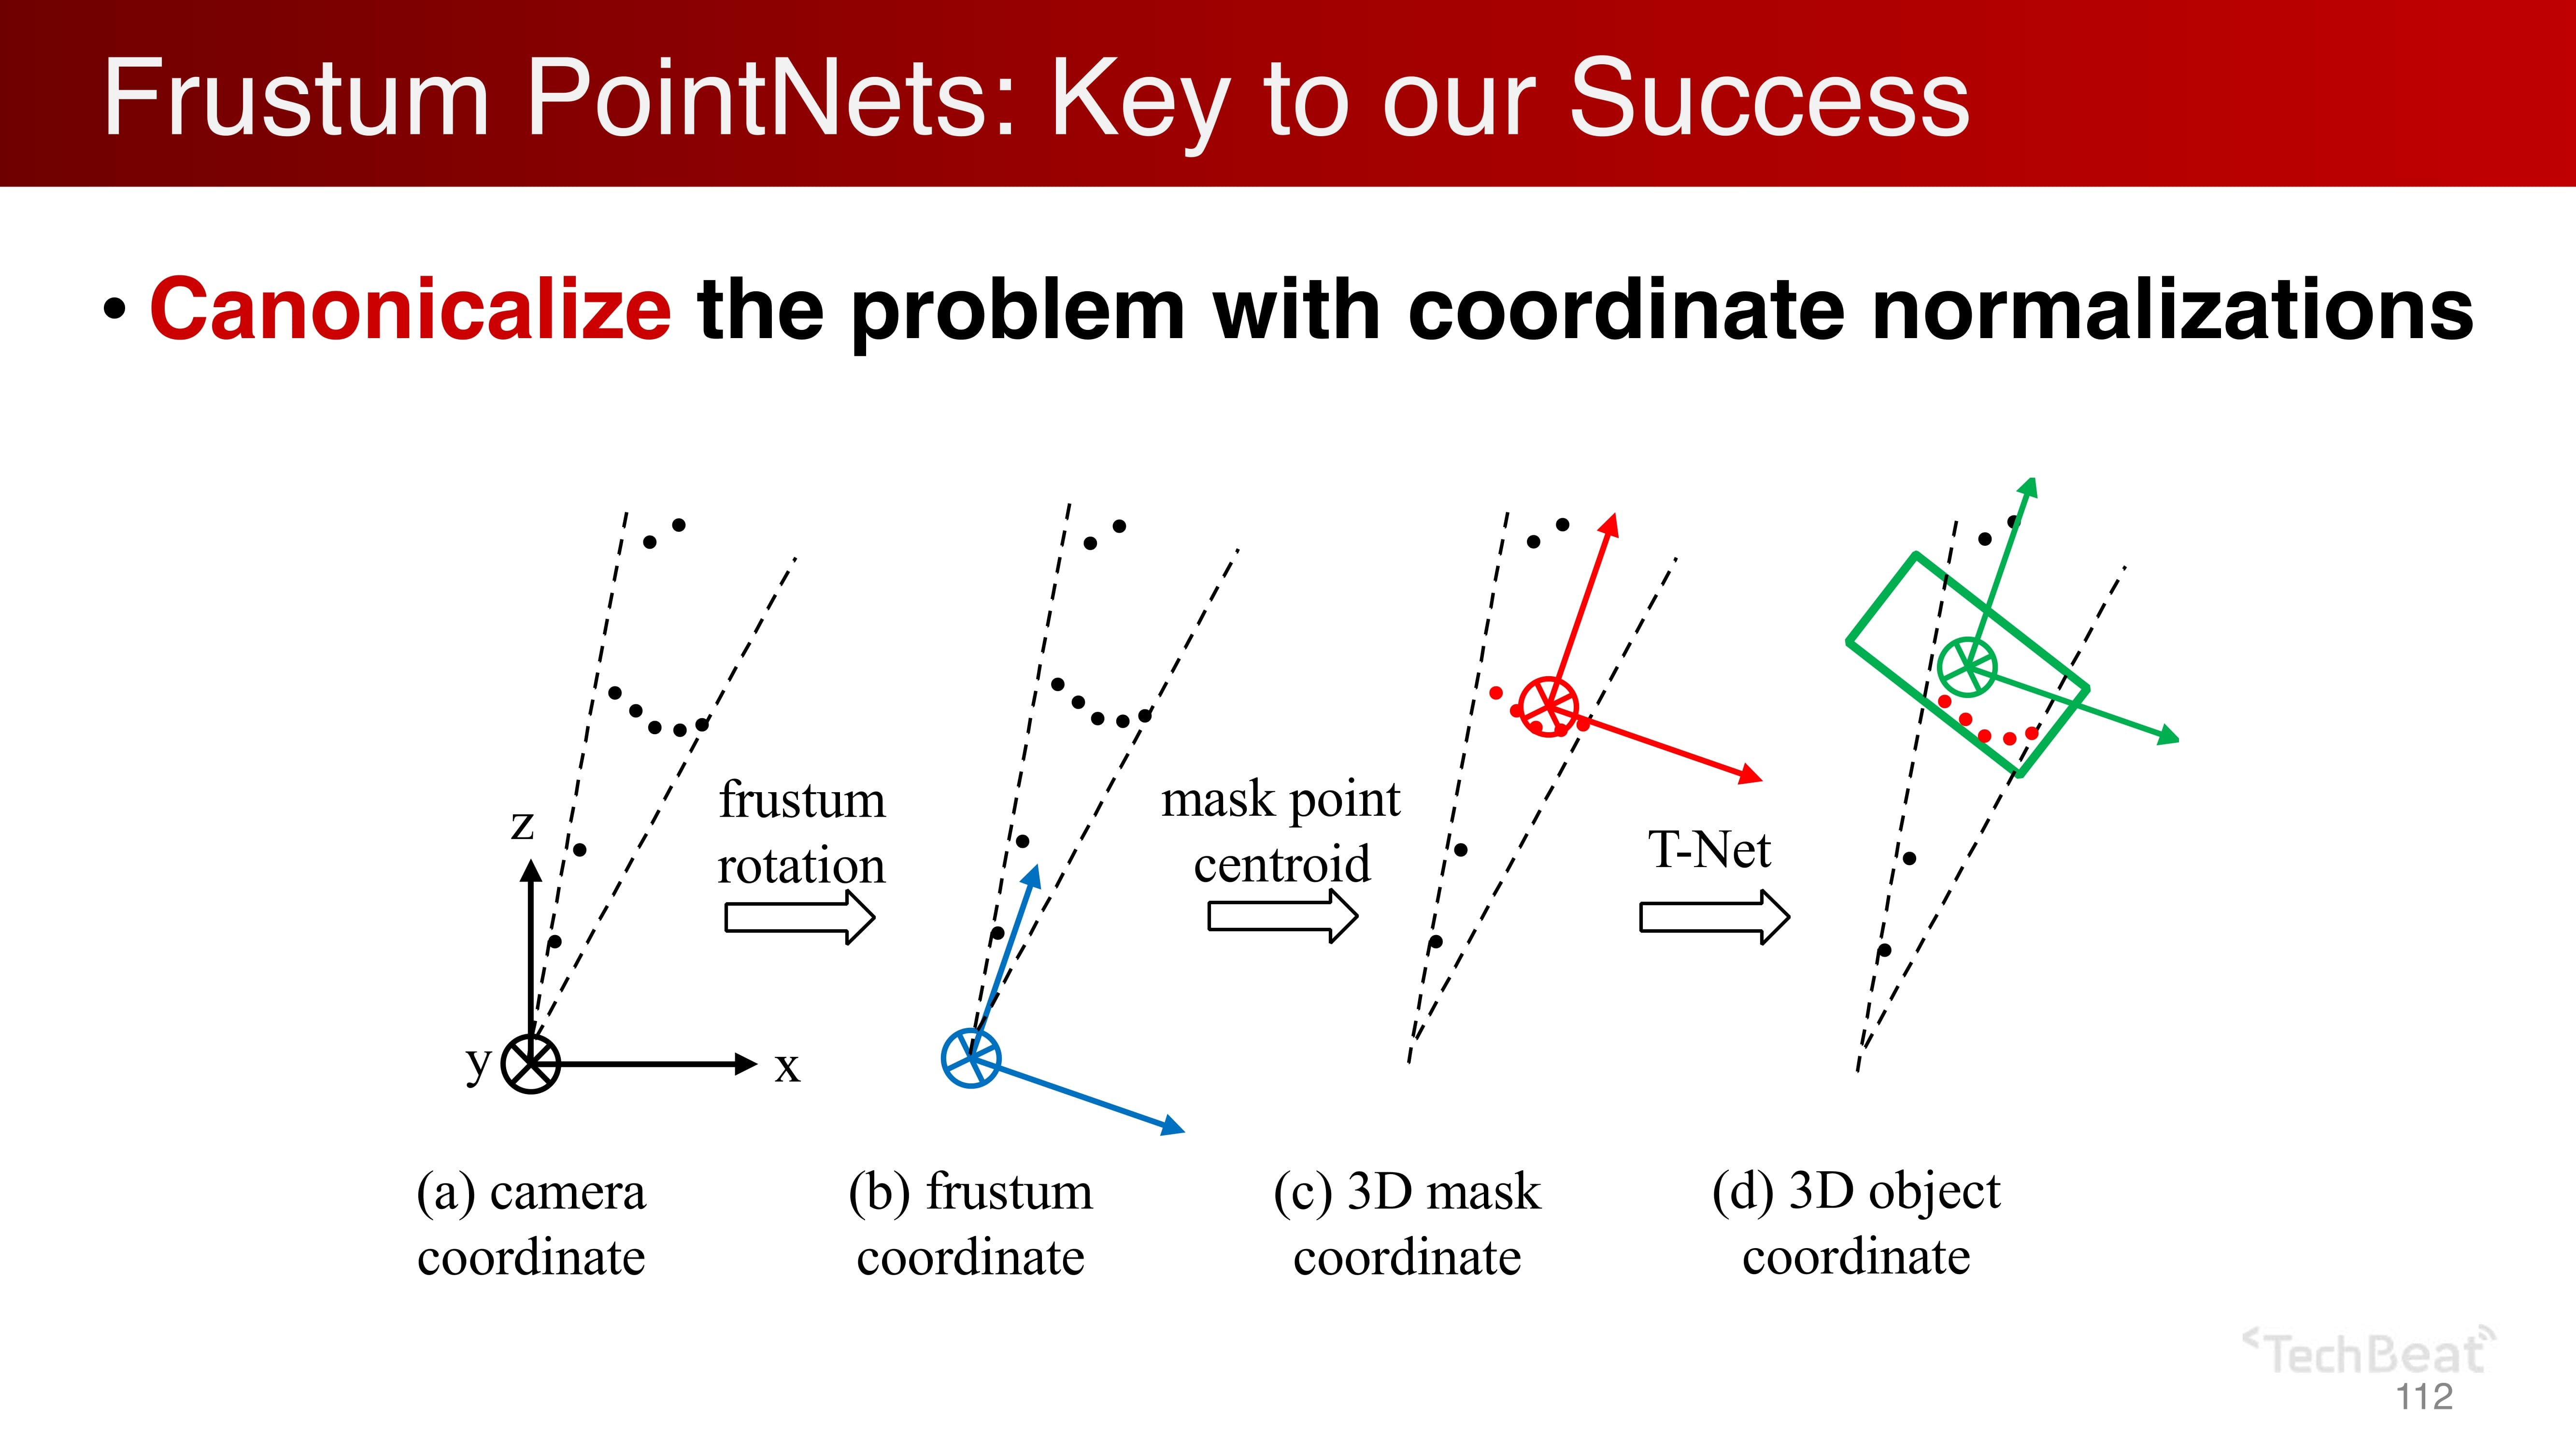 Frustum PointNets: Key to our Success
• Canonicalize the problem with coordinate normalizations
z
y
x
frustum
rotation
mask point
centroid
T-Net
(a) camera
coordinate
(b) frustum
coordinate
(c) 3D mask
coordinate
(d) 3D object
coordinate
TechBeat
112